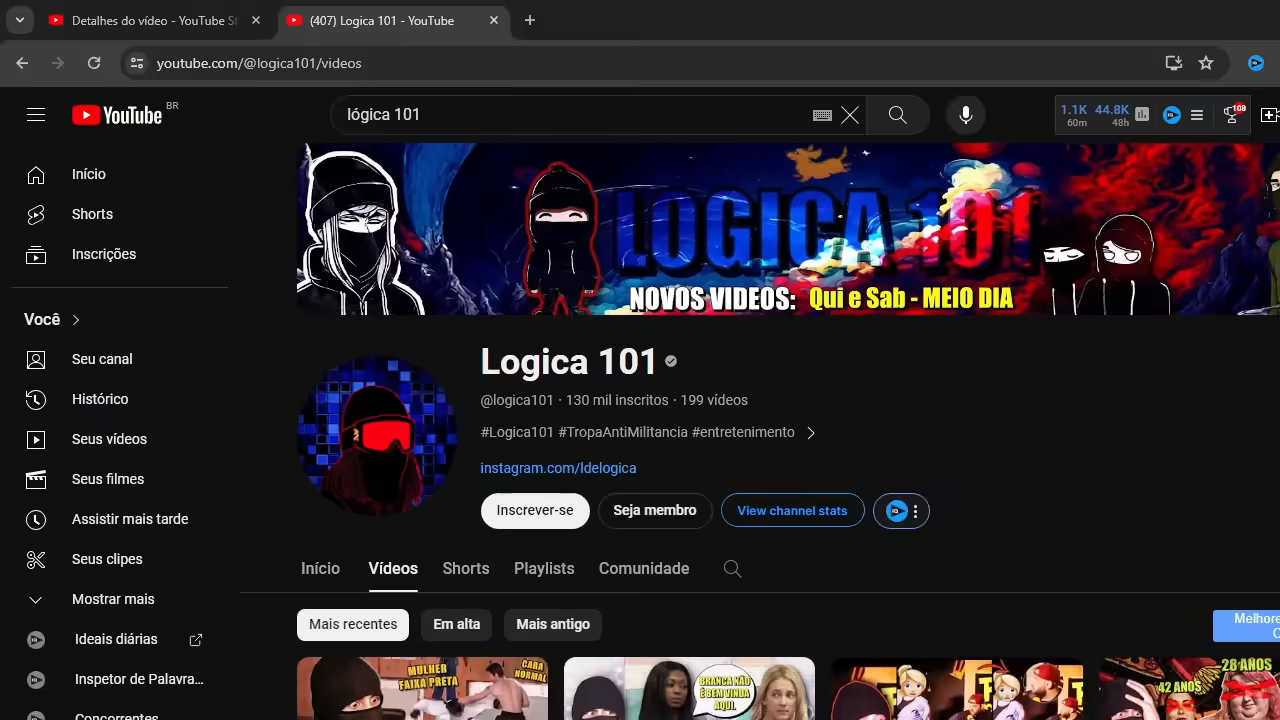 Detalhes do vídeo - YouTube S
(407) Logica 101 - YouTube
youtube.com/@logica101/videos
YouTube BR
lógica 101
1.1K 44.8K
60m 48h
108
Início
Shorts
Inscrições
Você
Seu canal
Histórico
Seus vídeos
Seus filmes
Assistir mais tarde
Seus clipes
Mostrar mais
Ideais diárias
Inspetor de Palavra...
Concorrentes
LOGICA 101
NOVOS VIDEOS: Qui e Sab - MEIO DIA
Logica 101
@logica101 · 130 mil inscritos · 199 vídeos
#Logica101 #TropaAntiMilitancia #entretenimento
instagram.com/ldelogica
Inscrever-se
Seja membro
View channel stats
Início
Vídeos
Shorts
Playlists
Comunidade
Mais recentes
Em alta
Mais antigo
Melhore
MULHER
FAIXA PRETA
CARA
NORMAL
BRANCA NÃO
É BEM VINDA
AQUI.
42 ANOS
28 ANOS